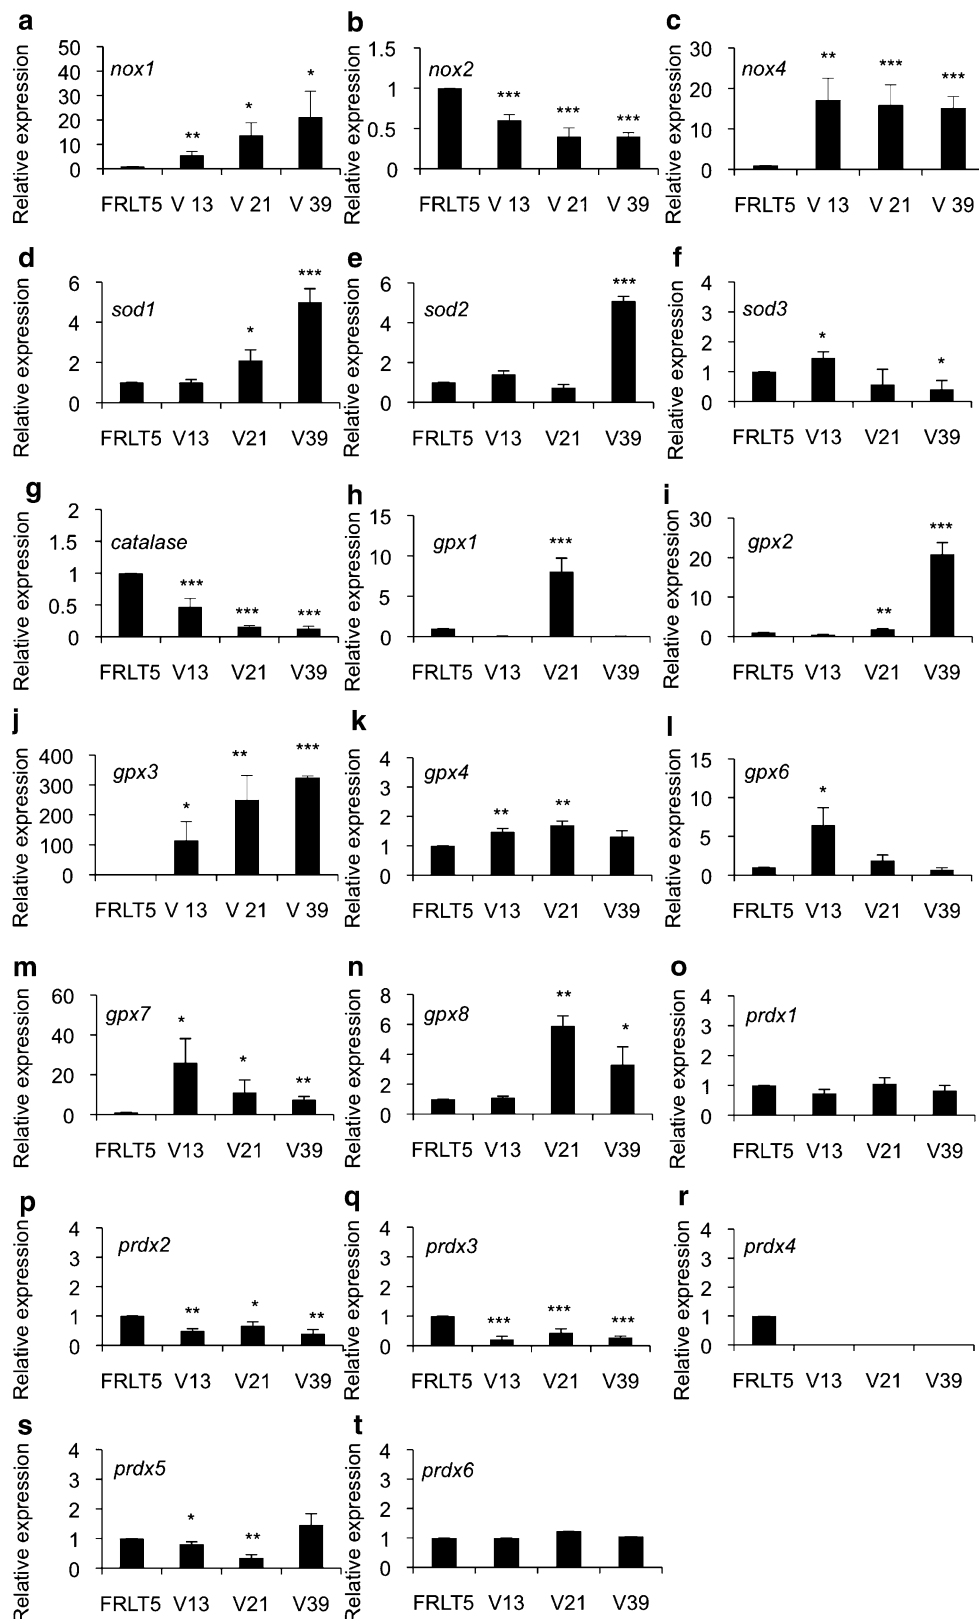 a
Relative expression
50
40
30
20
10
0
nox1
**
*
*
FRLT5 V 13 V 21 V 39
b
Relative expression
1.5
1
0.5
0
nox2
***
***
***
FRLT5 V 13 V 21 V 39
c
Relative expression
30
20
10
0
nox4
**
***
***
FRLT5 V 13 V 21 V 39
d
Relative expression
6
4
2
0
sod1
*
***
FRLT5 V13 V21 V39
e
Relative expression
6
4
2
0
sod2
***
FRLT5 V13 V21 V39
f
Relative expression
4
3
2
1
0
sod3
*
*
FRLT5 V13 V21 V39
g
Relative expression
2
1.5
1
0.5
0
catalase
***
***
***
FRLT5 V13 V21 V39
h
Relative expression
15
10
5
0
gpx1
***
FRLT5 V13 V21 V39
i
Relative expression
30
20
10
0
gpx2
**
***
FRLT5 V13 V21 V39
j
Relative expression
400
300
200
100
0
gpx3
*
**
***
FRLT5 V 13 V 21 V 39
k
Relative expression
4
3
2
1
0
gpx4
**
**
FRLT5 V13 V21 V39
l
Relative expression
15
10
5
0
gpx6
*
FRLT5 V13 V21 V39
m
Relative expression
60
40
20
0
gpx7
*
*
**
FRLT5 V13 V21 V39
n
Relative expression
8
6
4
2
0
gpx8
**
*
FRLT5 V13 V21 V39
o
Relative expression
4
3
2
1
0
prdx1
FRLT5 V13 V21 V39
p
Relative expression
4
3
2
1
0
prdx2
**
*
**
FRLT5 V13 V21 V39
q
Relative expression
4
3
2
1
0
prdx3
***
***
***
FRLT5 V13 V21 V39
r
Relative expression
4
3
2
1
0
prdx4
FRLT5 V13 V21 V39
s
Relative expression
4
3
2
1
0
prdx5
*
**
FRLT5 V13 V21 V39
t
Relative expression
4
3
2
1
0
prdx6
FRLT5 V13 V21 V39